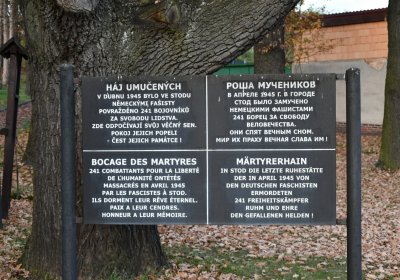 HÁJ UMUČENÝCH
V DUBNU 1945 BYLO VE STODU
NĚMECKÝMI FAŠISTY
POVRAŽDĚNO 241 BOJOVNÍKŮ
ZA SVOBODU LIDSTVA.
ZDE ODPOČÍVAJÍ SVŮJ VĚČNÝ SEN.
POKOJ JEJICH POPELI
- ČEST JEJICH PAMÁTCE !
РОЩА МУЧЕНИКОВ
В АПРЕЛЕ 1945 Г. В ГОРОДЕ
СТОД БЫЛО ЗАМУЧЕНО
НЕМЕЦКИМИ ФАШИСТАМИ
241 БОРЕЦ ЗА СВОБОДУ
ЧЕЛОВЕЧЕСТВА.
ОНИ СПЯТ ВЕЧНЫМ СНОМ.
МИР ИХ ПРАХУ ВЕЧНАЯ СЛАВА ИМ !
BOCAGE DES MARTYRES
241 COMBATTANTS POUR LA LIBERTÉ
DE L'HUMANITÉ ONTÉTÉS
MASSACRÉS EN AVRIL 1945
PAR LES FASCISTES À STOD.
ILS DORMENT LEUR RÊVE ÉTERNEL.
PAIX A LEUR CENDRES.
HONNEUR A LEUR MÉMOIRE.
MÄRTYRERHAIN
IN STOD DIE LETZTE RUHESTÄTTE
DER IN APRIL 1945 VON
DEN DEUTSCHEN FASCHISTEN
ERMORDETEN
241 FREIHEITSKÄMPFER
RUHM UND EHRE
DEN GEFALLENEN HELDEN !